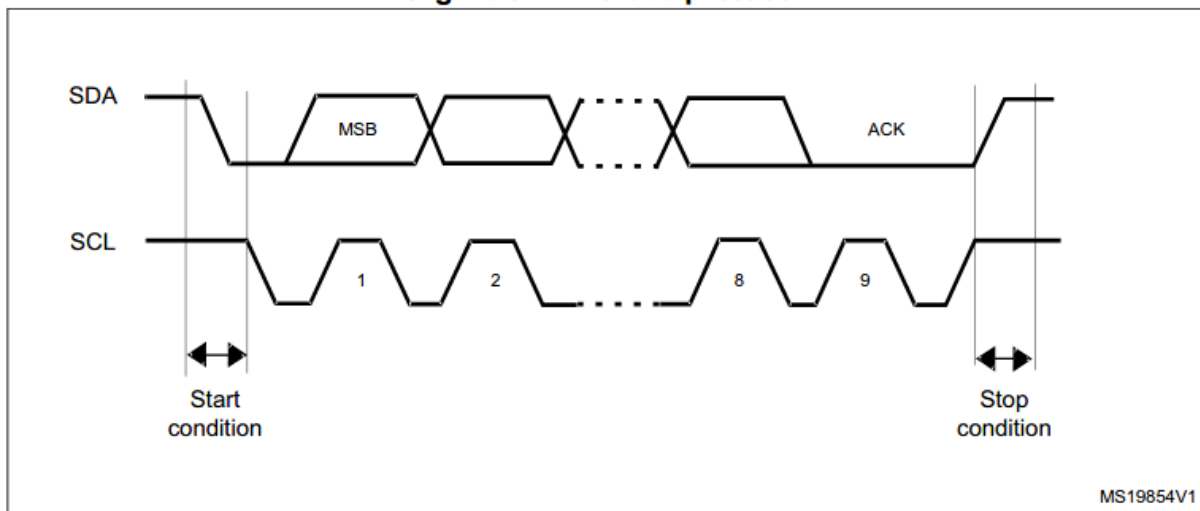 SDA
MSB
ACK
SCL
1
2
8
9
Start
condition
Stop
condition
MS19854V1